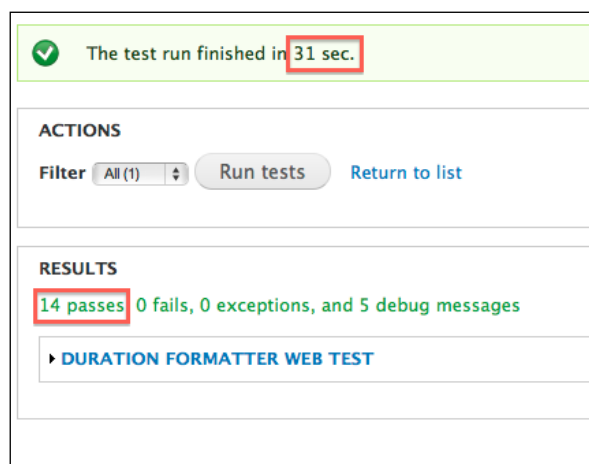 The test run finished in 31 sec.
ACTIONS
Filter All (1) Run tests Return to list
RESULTS
14 passes, 0 fails, 0 exceptions, and 5 debug messages
DURATION FORMATTER WEB TEST